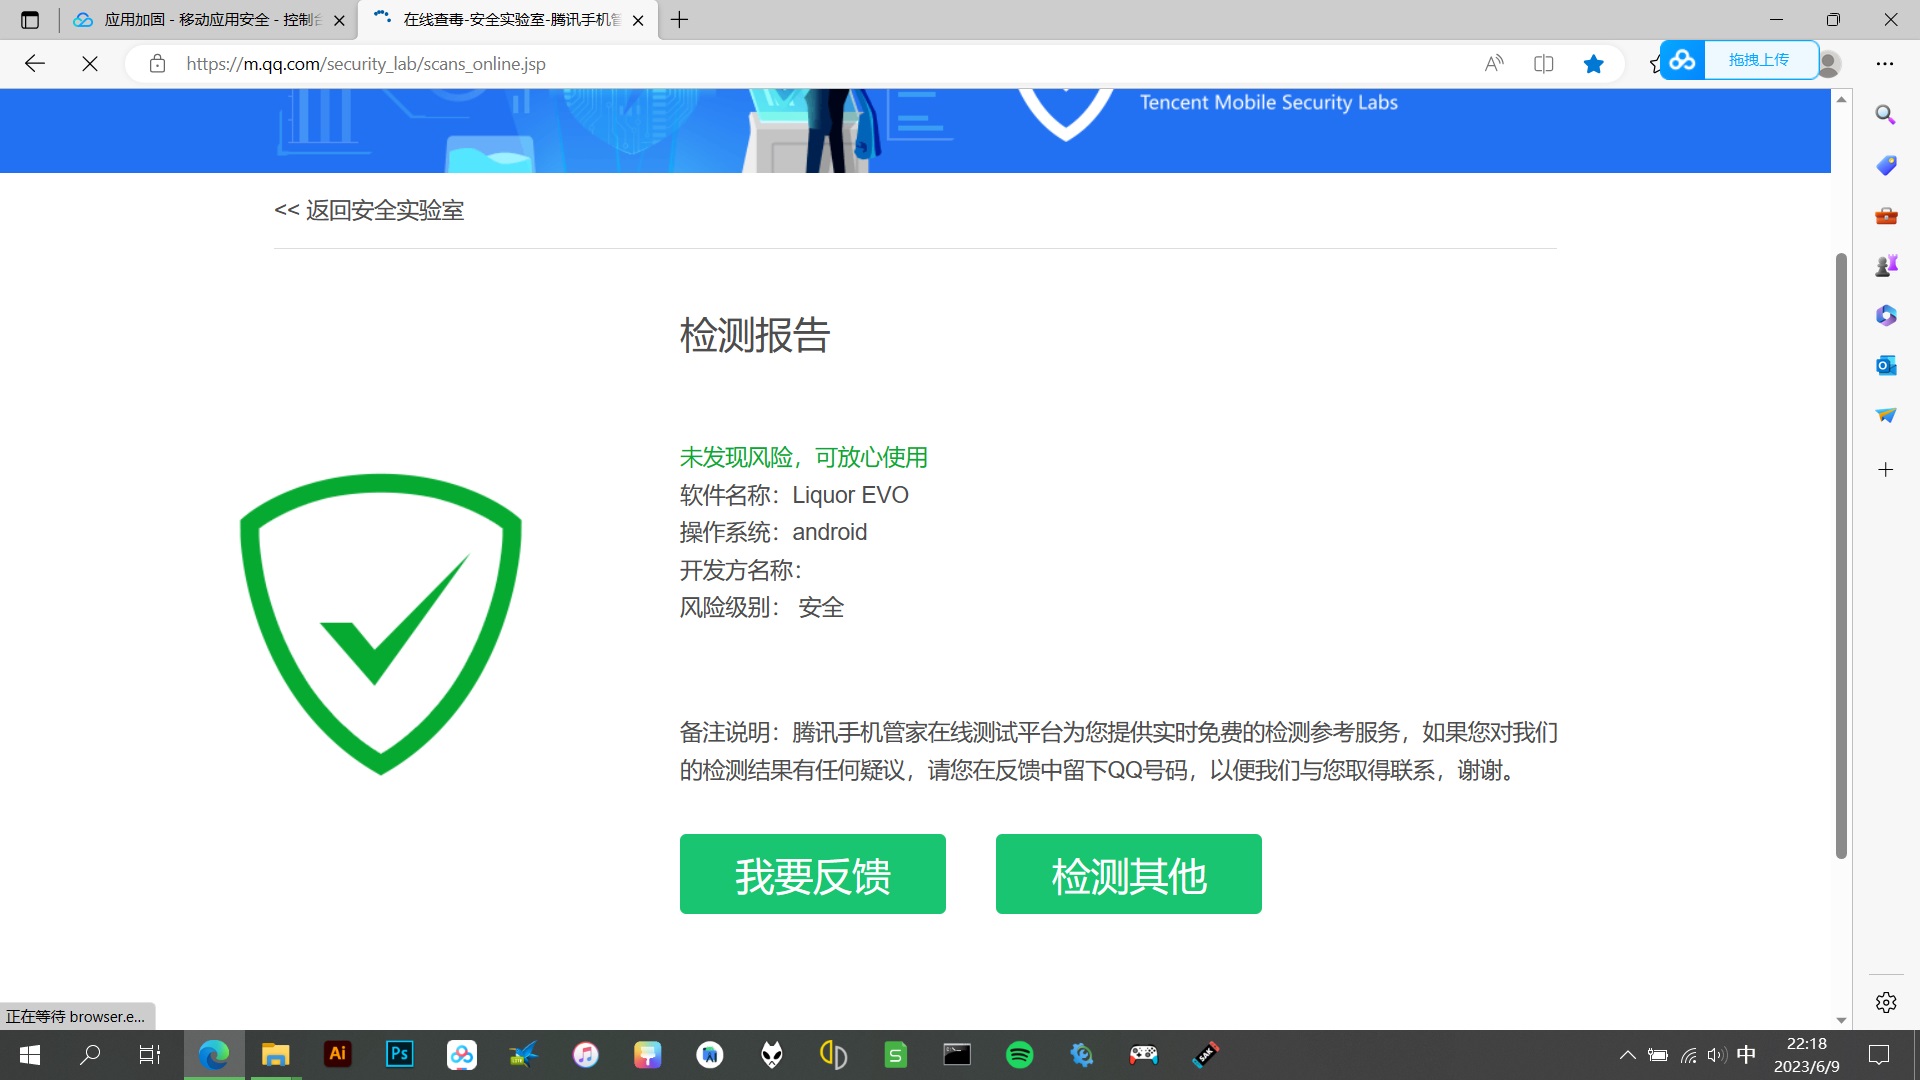 应用加固 - 移动应用安全 - 控制台
在线查毒-安全实验室-腾讯手机管
https://m.qq.com/security_lab/scans_online.jsp
拖拽上传
Tencent Mobile Security Labs
<< 返回安全实验室
检测报告
未发现风险，可放心使用
软件名称：Liquor EVO
操作系统：android
开发方名称：
风险级别： 安全
备注说明：腾讯手机管家在线测试平台为您提供实时免费的检测参考服务，如果您对我们
的检测结果有任何疑议，请您在反馈中留下QQ号码，以便我们与您取得联系，谢谢。
我要反馈
检测其他
正在等待 browser.e...
Ai
Ps
S
SAK
中
22:18
2023/6/9